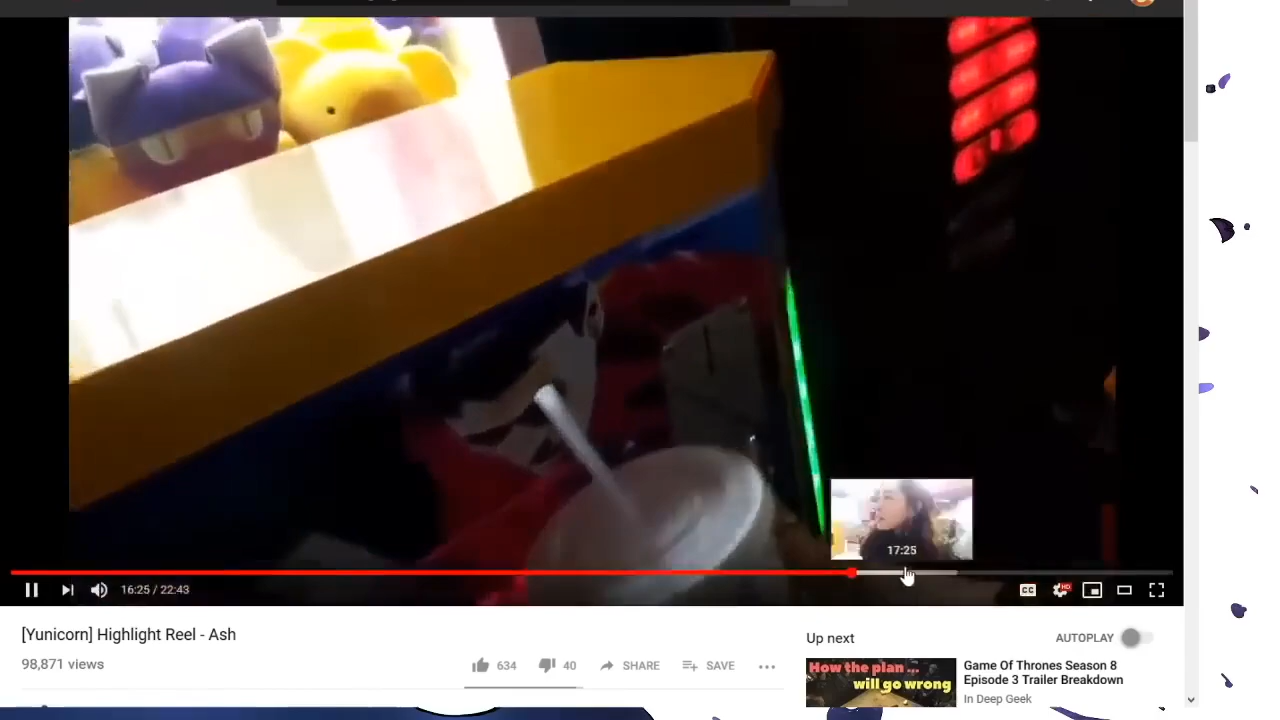 17:25
16:25 / 22:43
CC
HD
[Yunicorn] Highlight Reel - Ash
98,871 views
634
40
SHARE
SAVE
Up next
AUTOPLAY
How the plan ...
will go wrong
Game Of Thrones Season 8
Episode 3 Trailer Breakdown
In Deep Geek